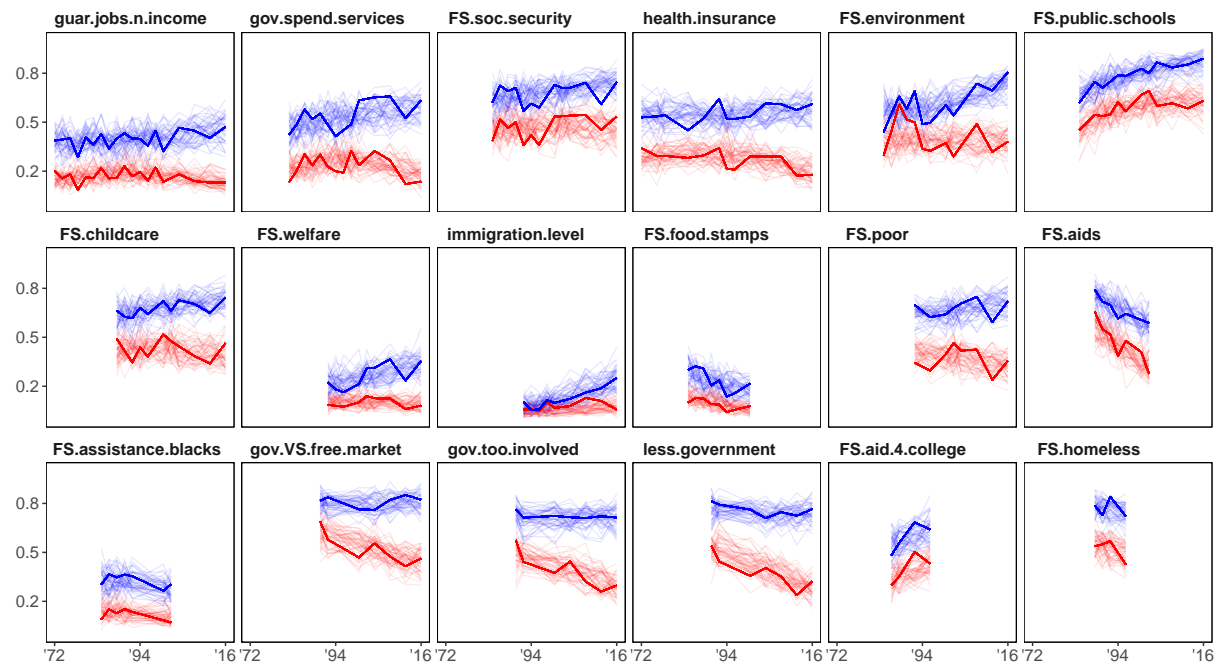 guar.jobs.n.income gov.spend.services FS.soc.security health.insurance FS.environment FS.public.schools
0.8
0.5
0.2
FS.childcare FS.welfare immigration.level FS.food.stamps FS.poor FS.aids
0.8
0.5
0.2
FS.assistance.blacks gov.VS.free.market gov.too.involved less.government FS.aid.4.college FS.homeless
0.8
0.5
0.2
'72 '94 '16 '72 '94 '16 '72 '94 '16 '72 '94 '16 '72 '94 '16 '72 '94 '16